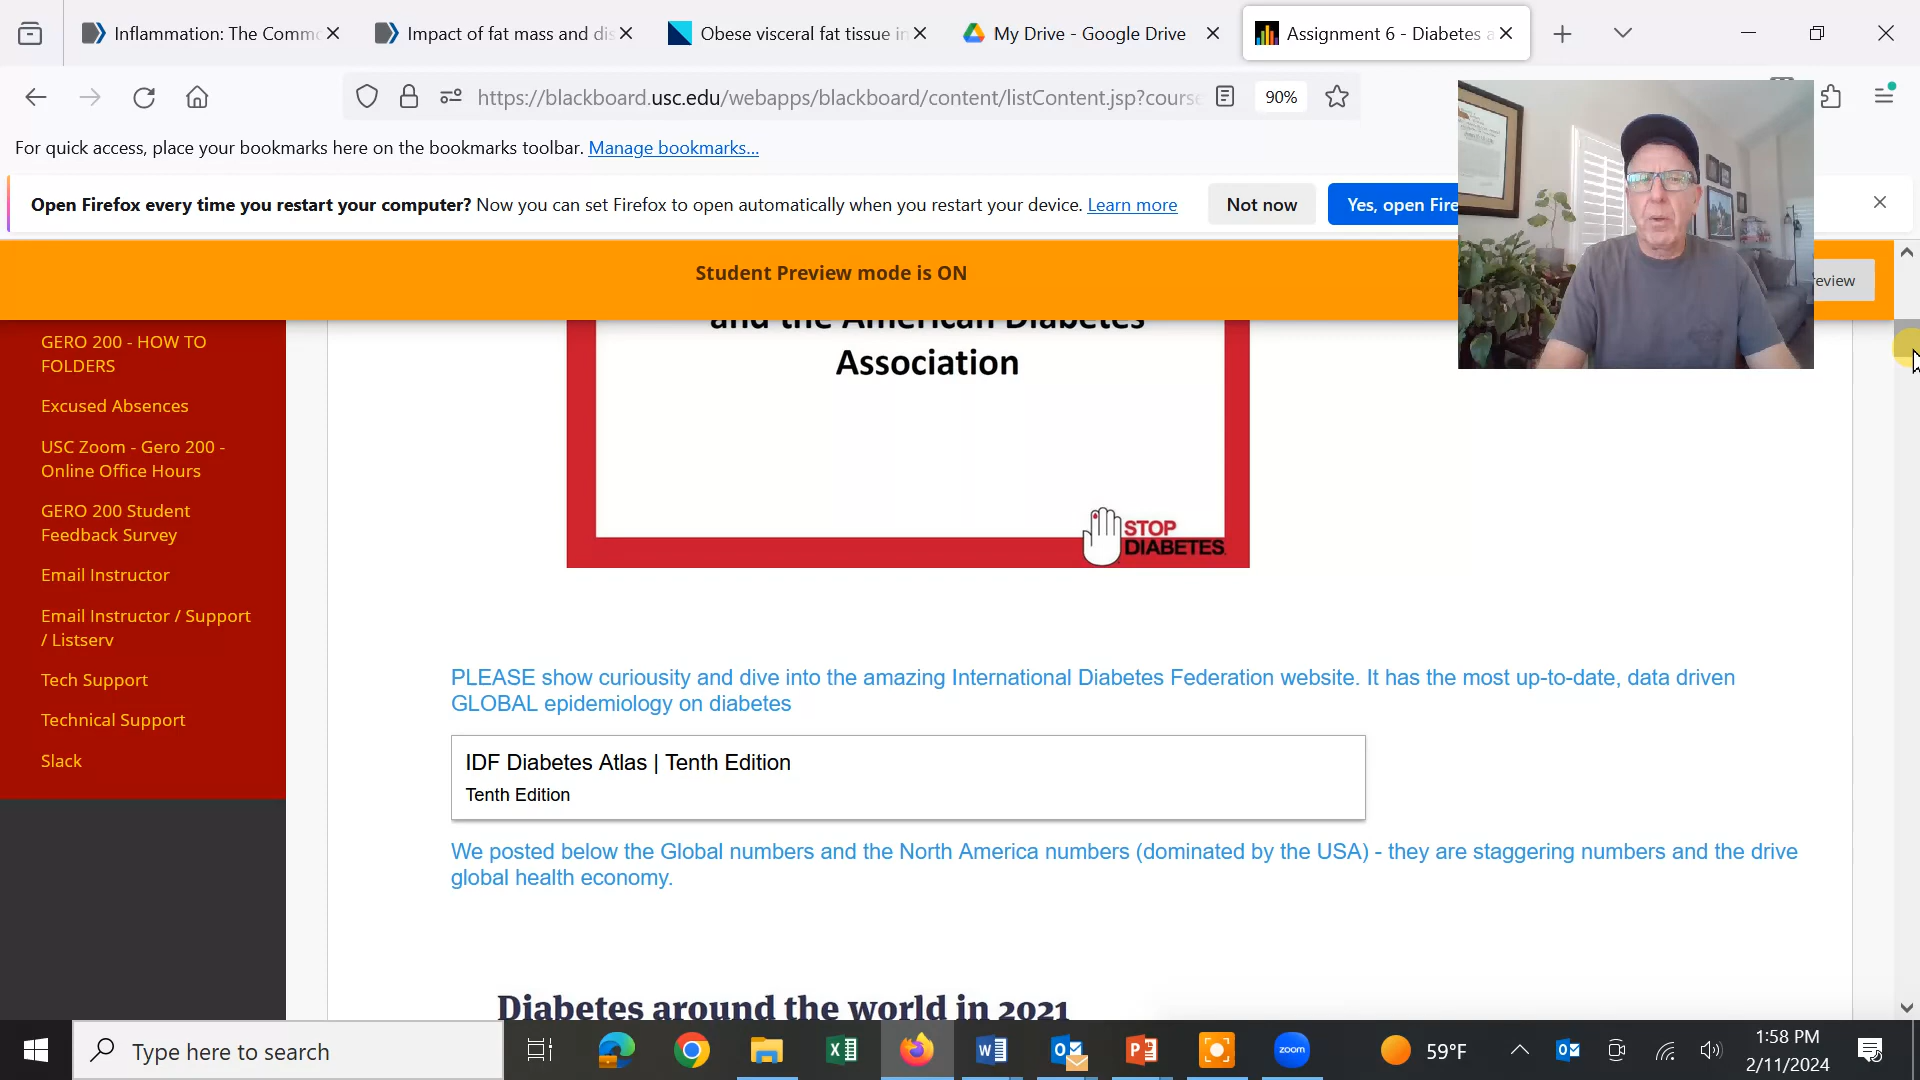 Inflammation: The Commo
Impact of fat mass and dis
Obese visceral fat tissue in
My Drive - Google Drive
Assignment 6 - Diabetes a
https://blackboard.usc.edu/webapps/blackboard/content/listContent.jsp?course
90%
For quick access, place your bookmarks here on the bookmarks toolbar. Manage bookmarks...
Open Firefox every time you restart your computer? Now you can set Firefox to open automatically when you restart your device. Learn more
Not now
Yes, open Fire
Student Preview mode is ON
eview
GERO 200 - HOW TO
FOLDERS
Excused Absences
USC Zoom - Gero 200 -
Online Office Hours
GERO 200 Student
Feedback Survey
Email Instructor
Email Instructor / Support
/ Listserv
Tech Support
Technical Support
Slack
and the American Diabetes
Association
STOP
DIABETES
PLEASE show curiousity and dive into the amazing International Diabetes Federation website. It has the most up-to-date, data driven
GLOBAL epidemiology on diabetes
IDF Diabetes Atlas | Tenth Edition
Tenth Edition
We posted below the Global numbers and the North America numbers (dominated by the USA) - they are staggering numbers and the drive
global health economy.
Diabetes around the world in 2021
Type here to search
zoom
59°F
1:58 PM
2/11/2024